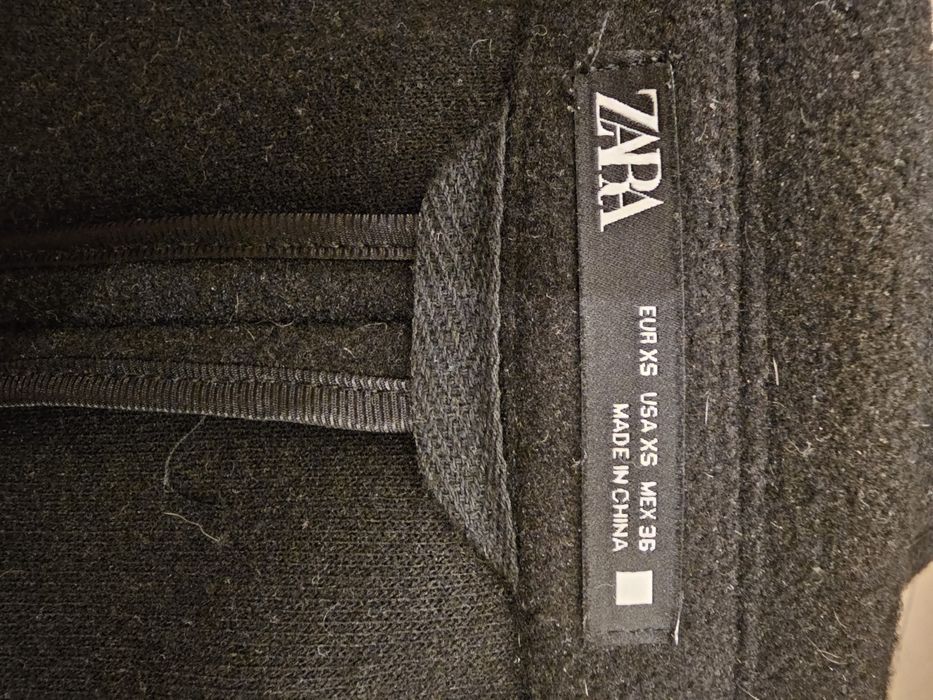 ZARA
EUR XS USA XS MEX 36
MADE IN CHINA